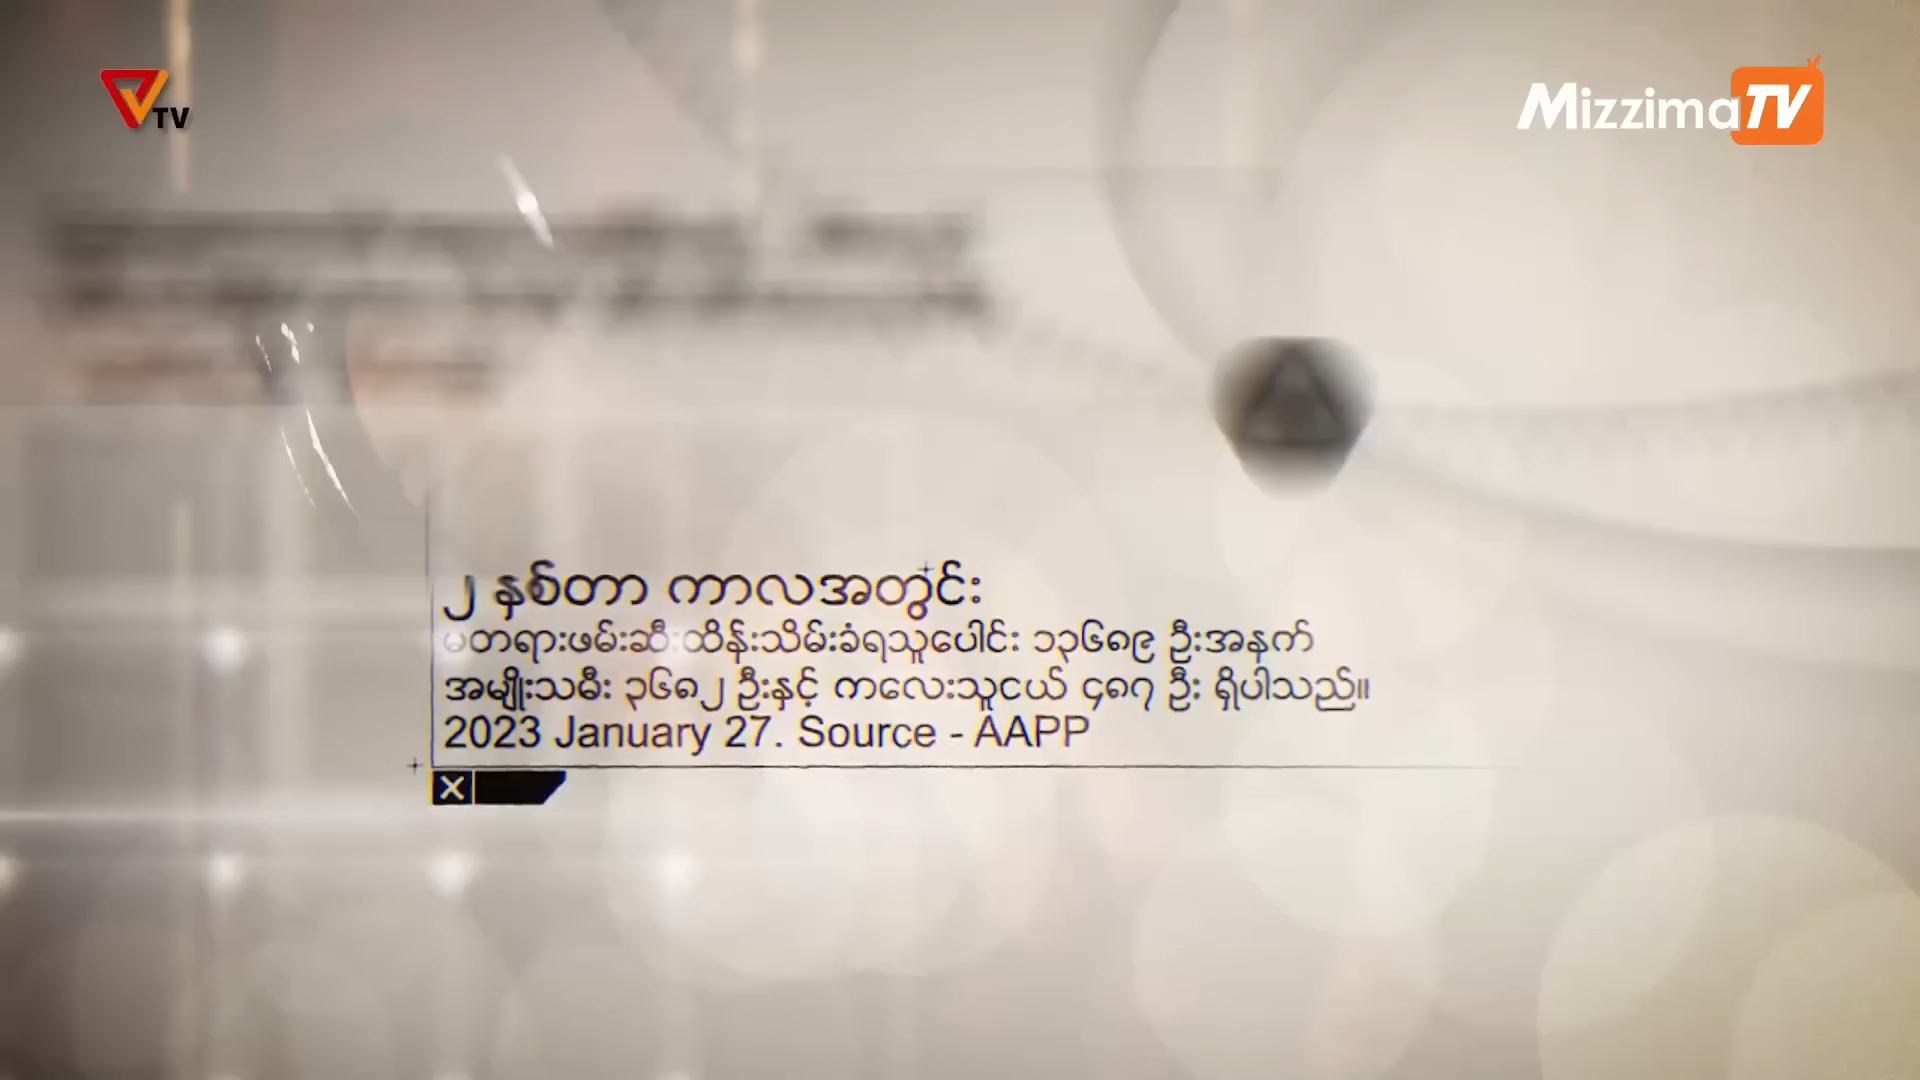 TV
MizzimaTV
၂ နှစ်တာ ကာလအတွင်း
မတရားဖမ်းဆီးထိန်းသိမ်းခံရသူပေါင်း ၁၃၆၈၉ ဦးအနက်
အမျိုးသမီး ၃၆၈၂ ဦးနှင့် ကလေးသူငယ် ၄၈၇ ဦး ရှိပါသည်။
2023 January 27. Source - AAPP